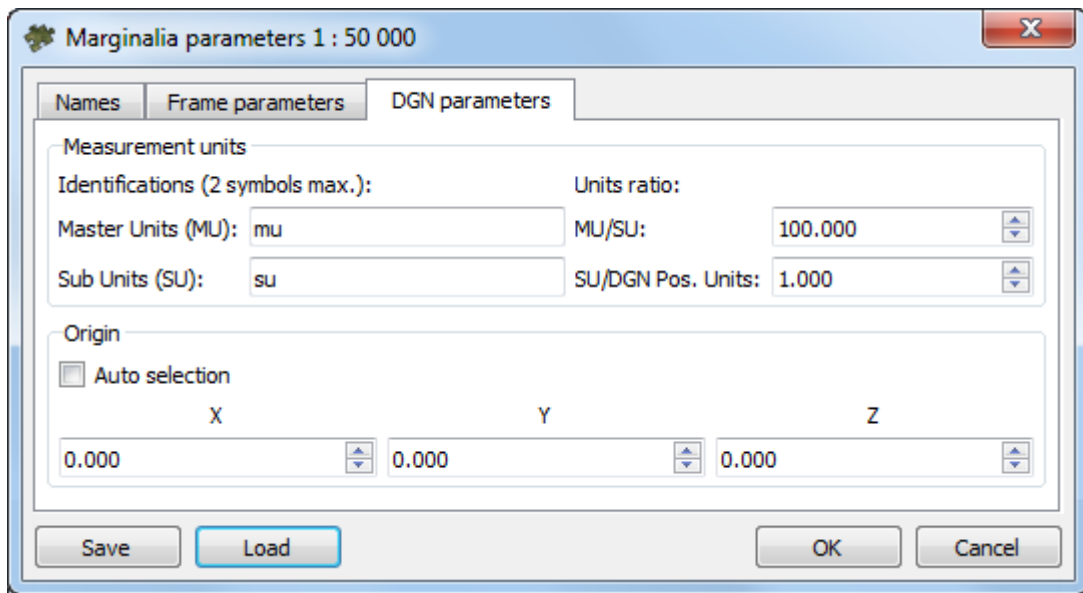 Marginalia parameters 1 : 50 000
Names Frame parameters DGN parameters
Measurement units
Identifications (2 symbols max.): Units ratio:
Master Units (MU): mu MU/SU: 100.000
Sub Units (SU): su SU/DGN Pos. Units: 1.000
Origin
Auto selection
X Y Z
0.000 0.000 0.000
Save Load OK Cancel